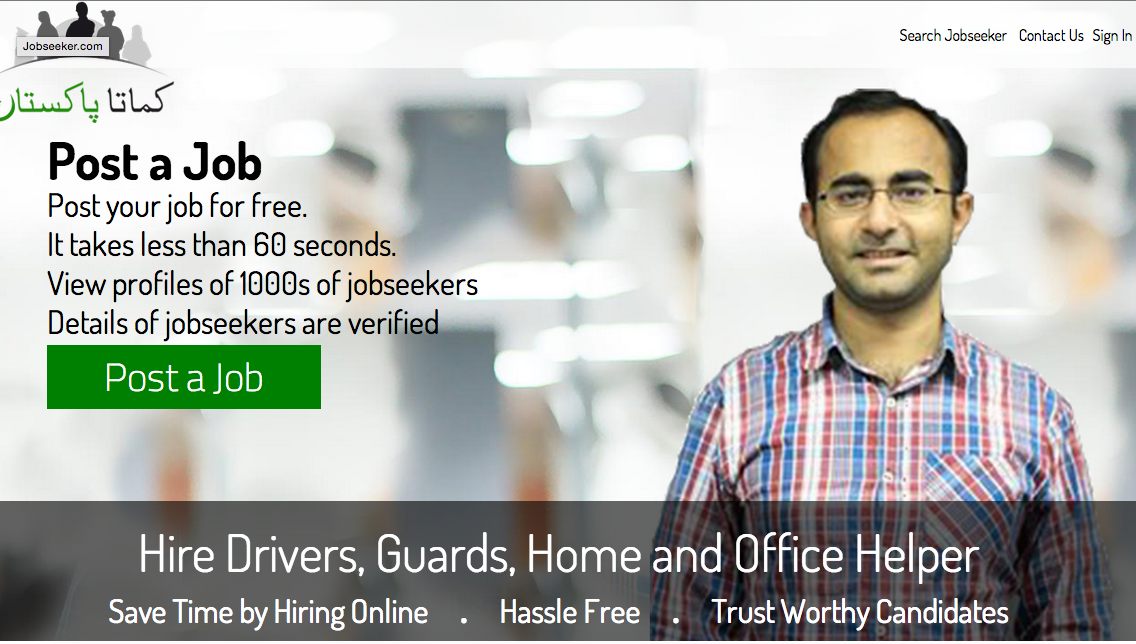 Search Jobseeker Contact Us Sign In
Jobseeker.com
کماتا پاکستان
Post a Job
Post your job for free.
It takes less than 60 seconds.
View profiles of 1000s of jobseekers
Details of jobseekers are verified
Post a Job
Hire Drivers, Guards, Home and Office Helper
Save Time by Hiring Online . Hassle Free . Trust Worthy Candidates